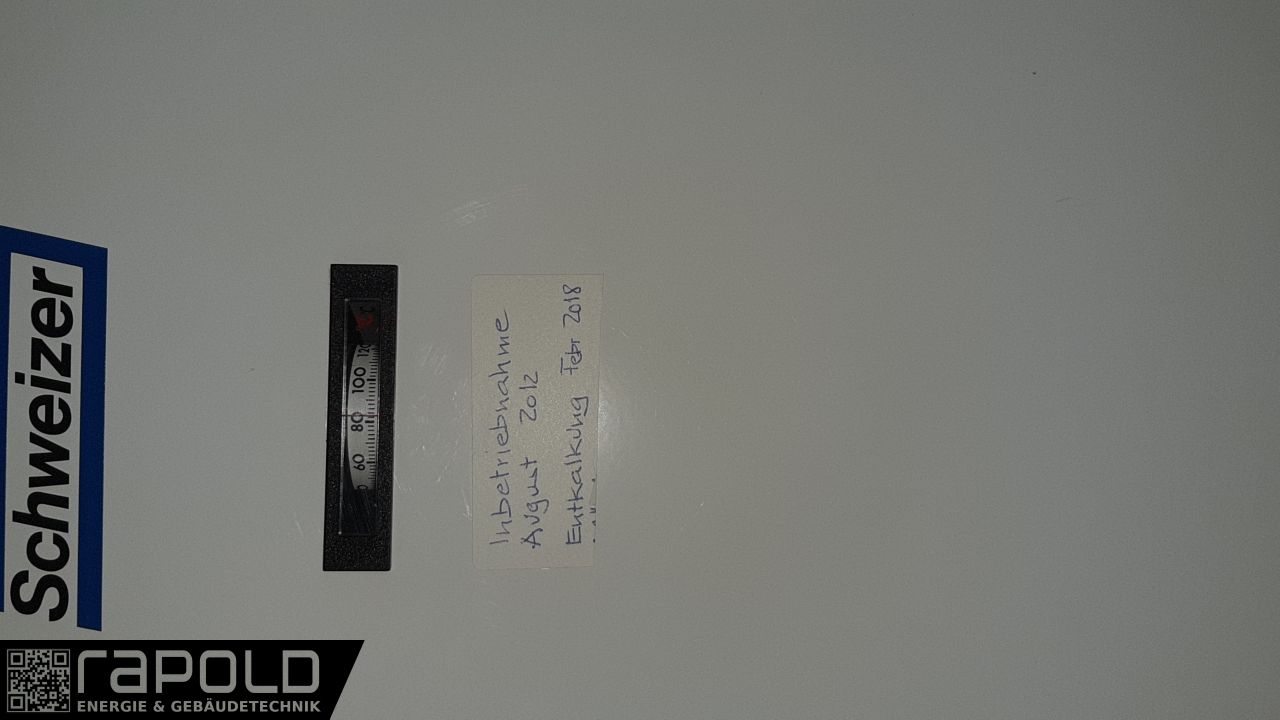 Schweizer
60 80 100 120 °C
Inbetriebnahme
August 2012
Entkalkung Febr 2018
rapold
ENERGIE & GEBÄUDETECHNIK